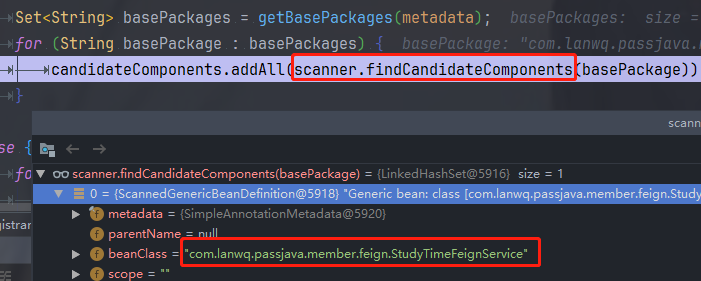 Set<String> basePackages = getBasePackages(metadata); basePackages: size =
for (String basePackage : basePackages) { basePackage: "com.lanwq.passjava.
candidateComponents.addAll(scanner.findCandidateComponents(basePackage))
}
scanne
scanner.findCandidateComponents(basePackage) = {LinkedHashSet@5916} size = 1
se {
0 = {ScannedGenericBeanDefinition@5918} "Generic bean: class [com.lanwq.passjava.member.feign.Study
fo
metadata = {SimpleAnnotationMetadata@5920}
parentName = null
gistrar
beanClass = "com.lanwq.passjava.member.feign.StudyTimeFeignService"
scope = ""